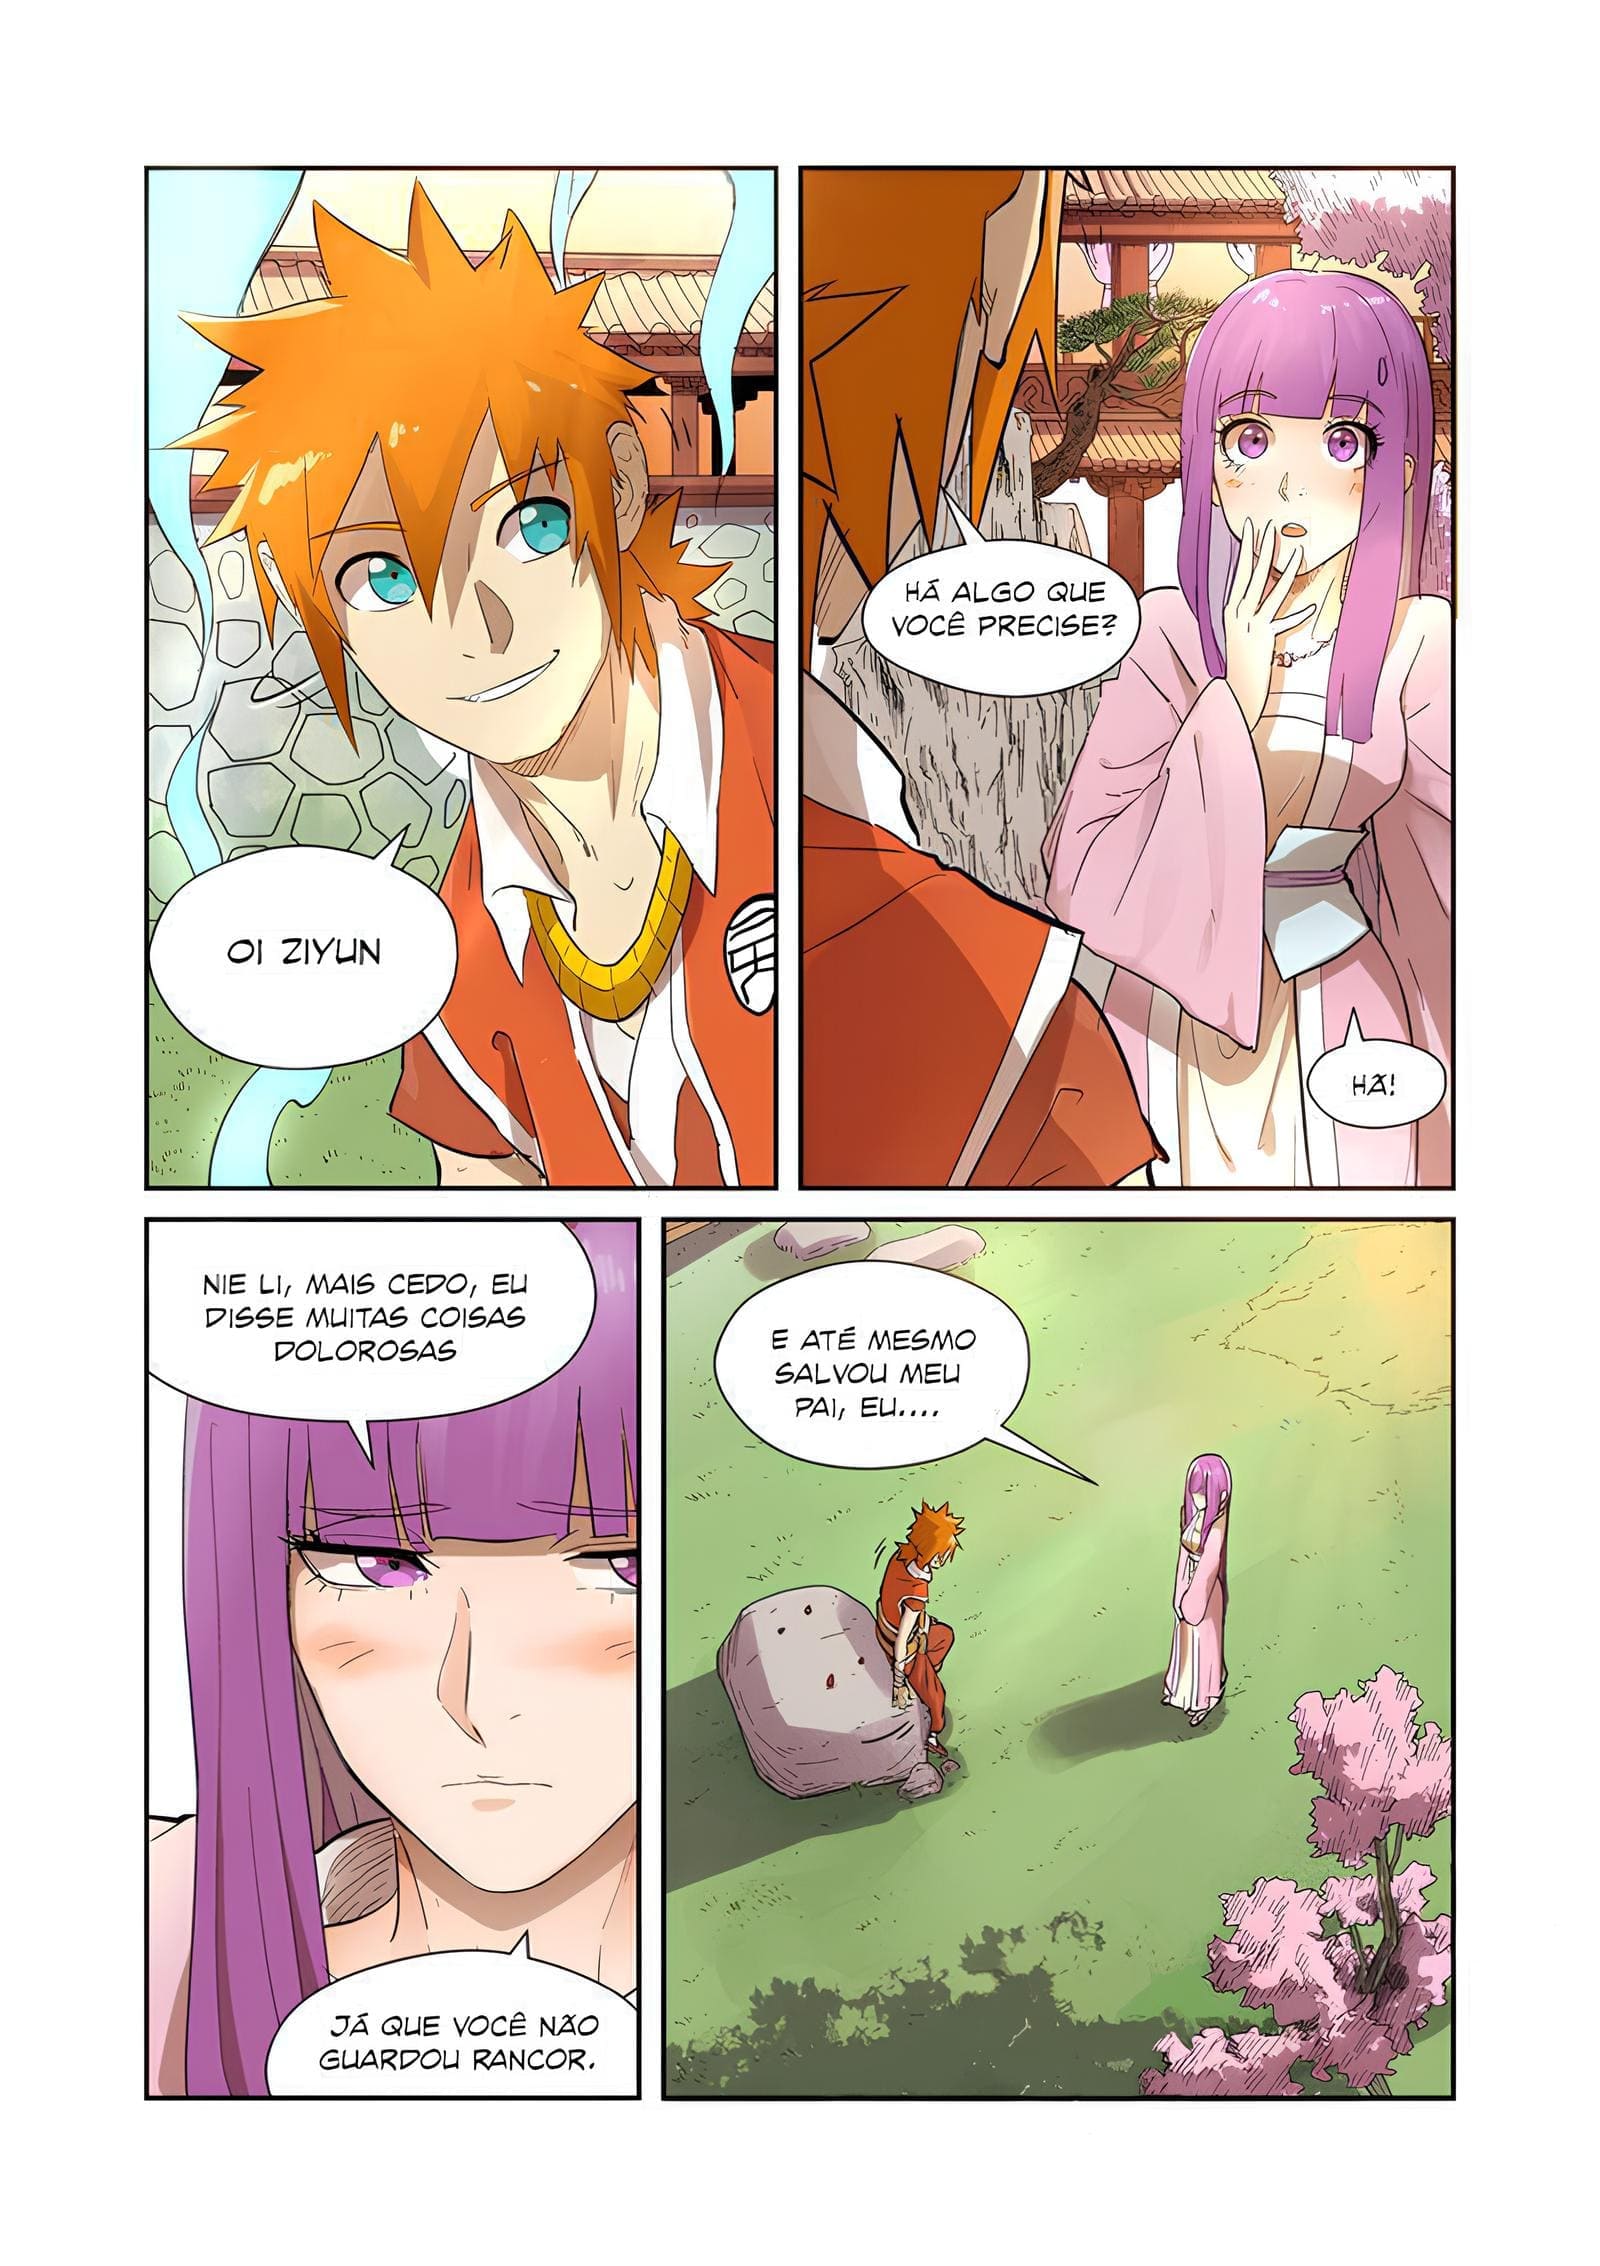 OI ZIYUN
HÁ ALGO QUE
VOCÊ PRECISE?
HÃ!
NIE LI, MAIS CEDO, EU
DISSE MUITAS COISAS
DOLOROSAS
JÁ QUE VOCÊ NÃO
GUARDOU RANCOR.
E ATÉ MESMO
SALVOU MEU
PAI, EU....